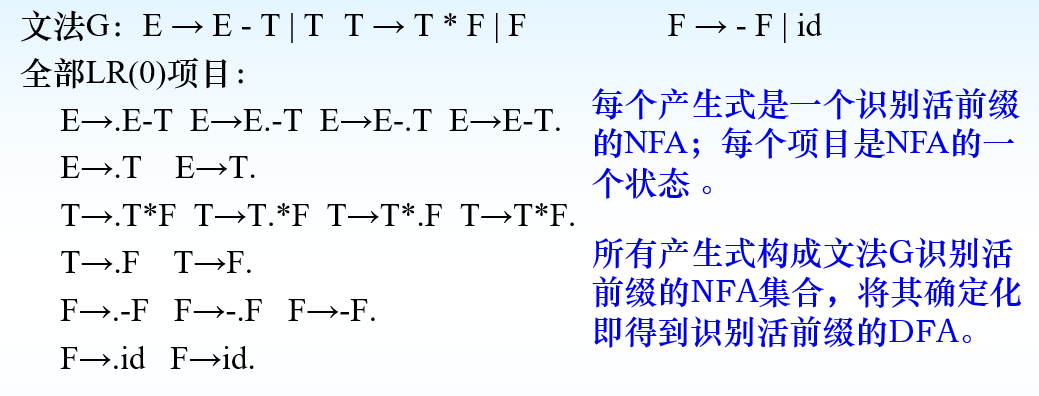 文法G：E → E - T | T T → T * F | F F → - F | id
全部LR(0)项目：
E→.E-T E→E.-T E→E-.T E→E-T.
E→.T E→T.
T→.T*F T→T.*F T→T*.F T→T*F.
T→.F T→F.
F→.-F F→-.F F→-F.
F→.id F→id.
每个产生式是一个识别活前缀
的NFA；每个项目是NFA的一
个状态 。
所有产生式构成文法G识别活
前缀的NFA集合，将其确定化
即得到识别活前缀的DFA。